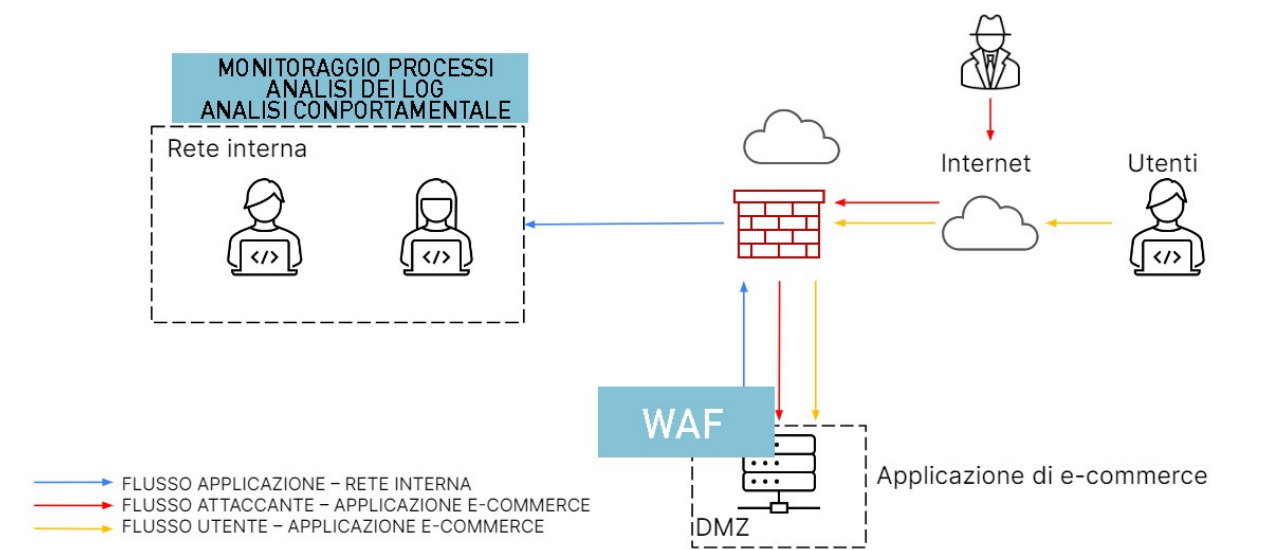 MONITORAGGIO PROCESSI
ANALISI DEI LOG
ANALISI CONPORTAMENTALE
Rete interna
</>
</>
Internet
Utenti
</>
WAF
Applicazione di e-commerce
DMZ
FLUSSO APPLICAZIONE – RETE INTERNA
FLUSSO ATTACCANTE – APPLICAZIONE E-COMMERCE
FLUSSO UTENTE – APPLICAZIONE E-COMMERCE